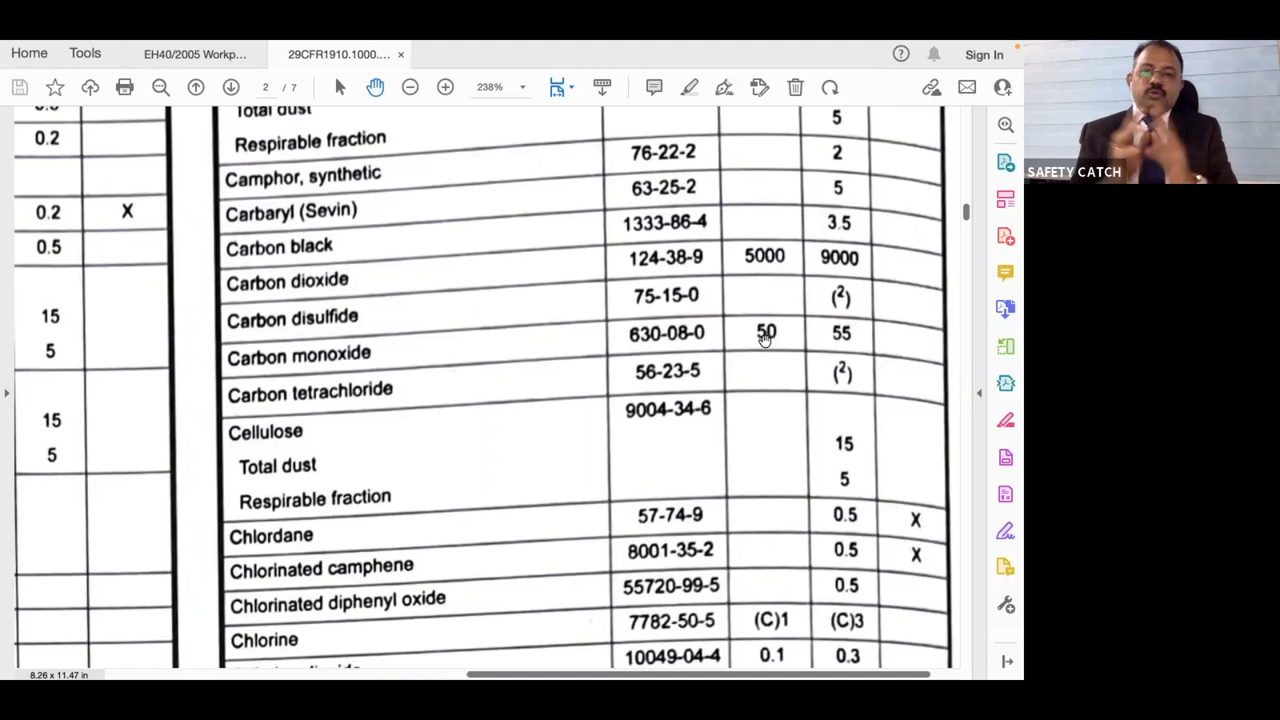 Home Tools EH40/2005 Workp... 29CFR1910.1000.... × Sign In
2 / 7 238%
SAFETY CATCH
0.2
0.2 X
0.5
15
5
15
5
Total dust 5
Respirable fraction
Camphor, synthetic 76-22-2 2
Carbaryl (Sevin) 63-25-2 5
Carbon black 1333-86-4 3.5
Carbon dioxide 124-38-9 5000 9000
Carbon disulfide 75-15-0 (2)
Carbon monoxide 630-08-0 50 55
Carbon tetrachloride 56-23-5 (2)
Cellulose 9004-34-6
Total dust 15
Respirable fraction 5
Chlordane 57-74-9 0.5 X
Chlorinated camphene 8001-35-2 0.5 X
Chlorinated diphenyl oxide 55720-99-5 0.5
Chlorine 7782-50-5 (C)1 (C)3
10049-04-4 0.1 0.3
8.26 x 11.47 in